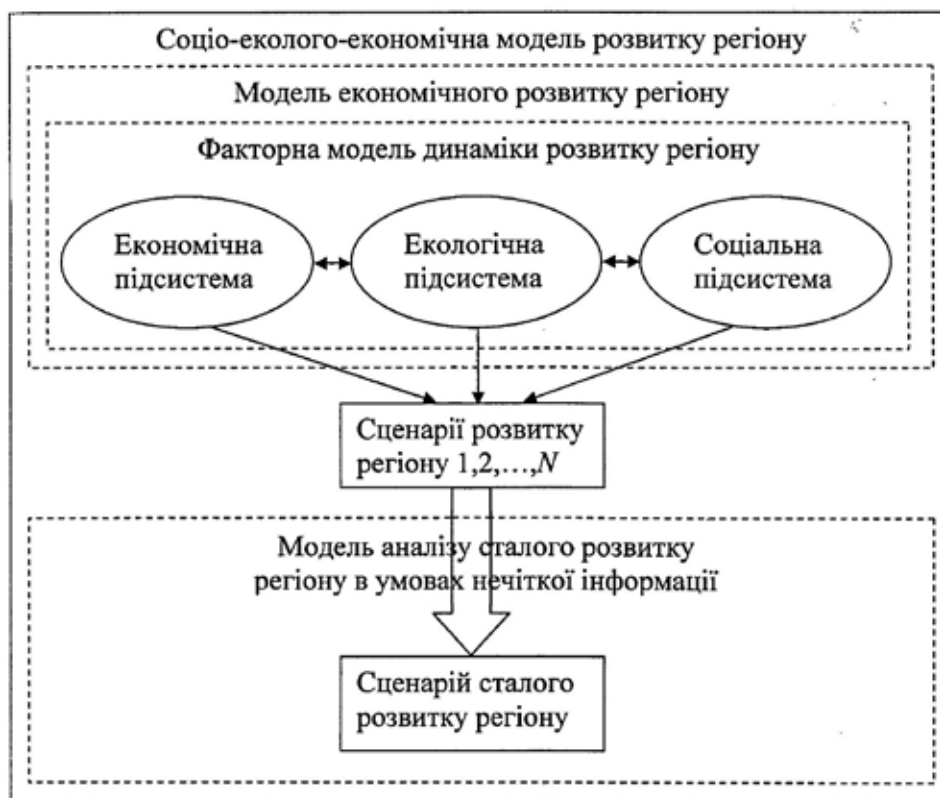 Соціо-еколого-економічна модель розвитку регіону
Модель економічного розвитку регіону
Факторна модель динаміки розвитку регіону
Економічна
підсистема
Екологічна
підсистема
Соціальна
підсистема
Сценарії розвитку
регіону 1,2,...,N
Модель аналізу сталого розвитку
регіону в умовах нечіткої інформації
Сценарій сталого
розвитку регіону